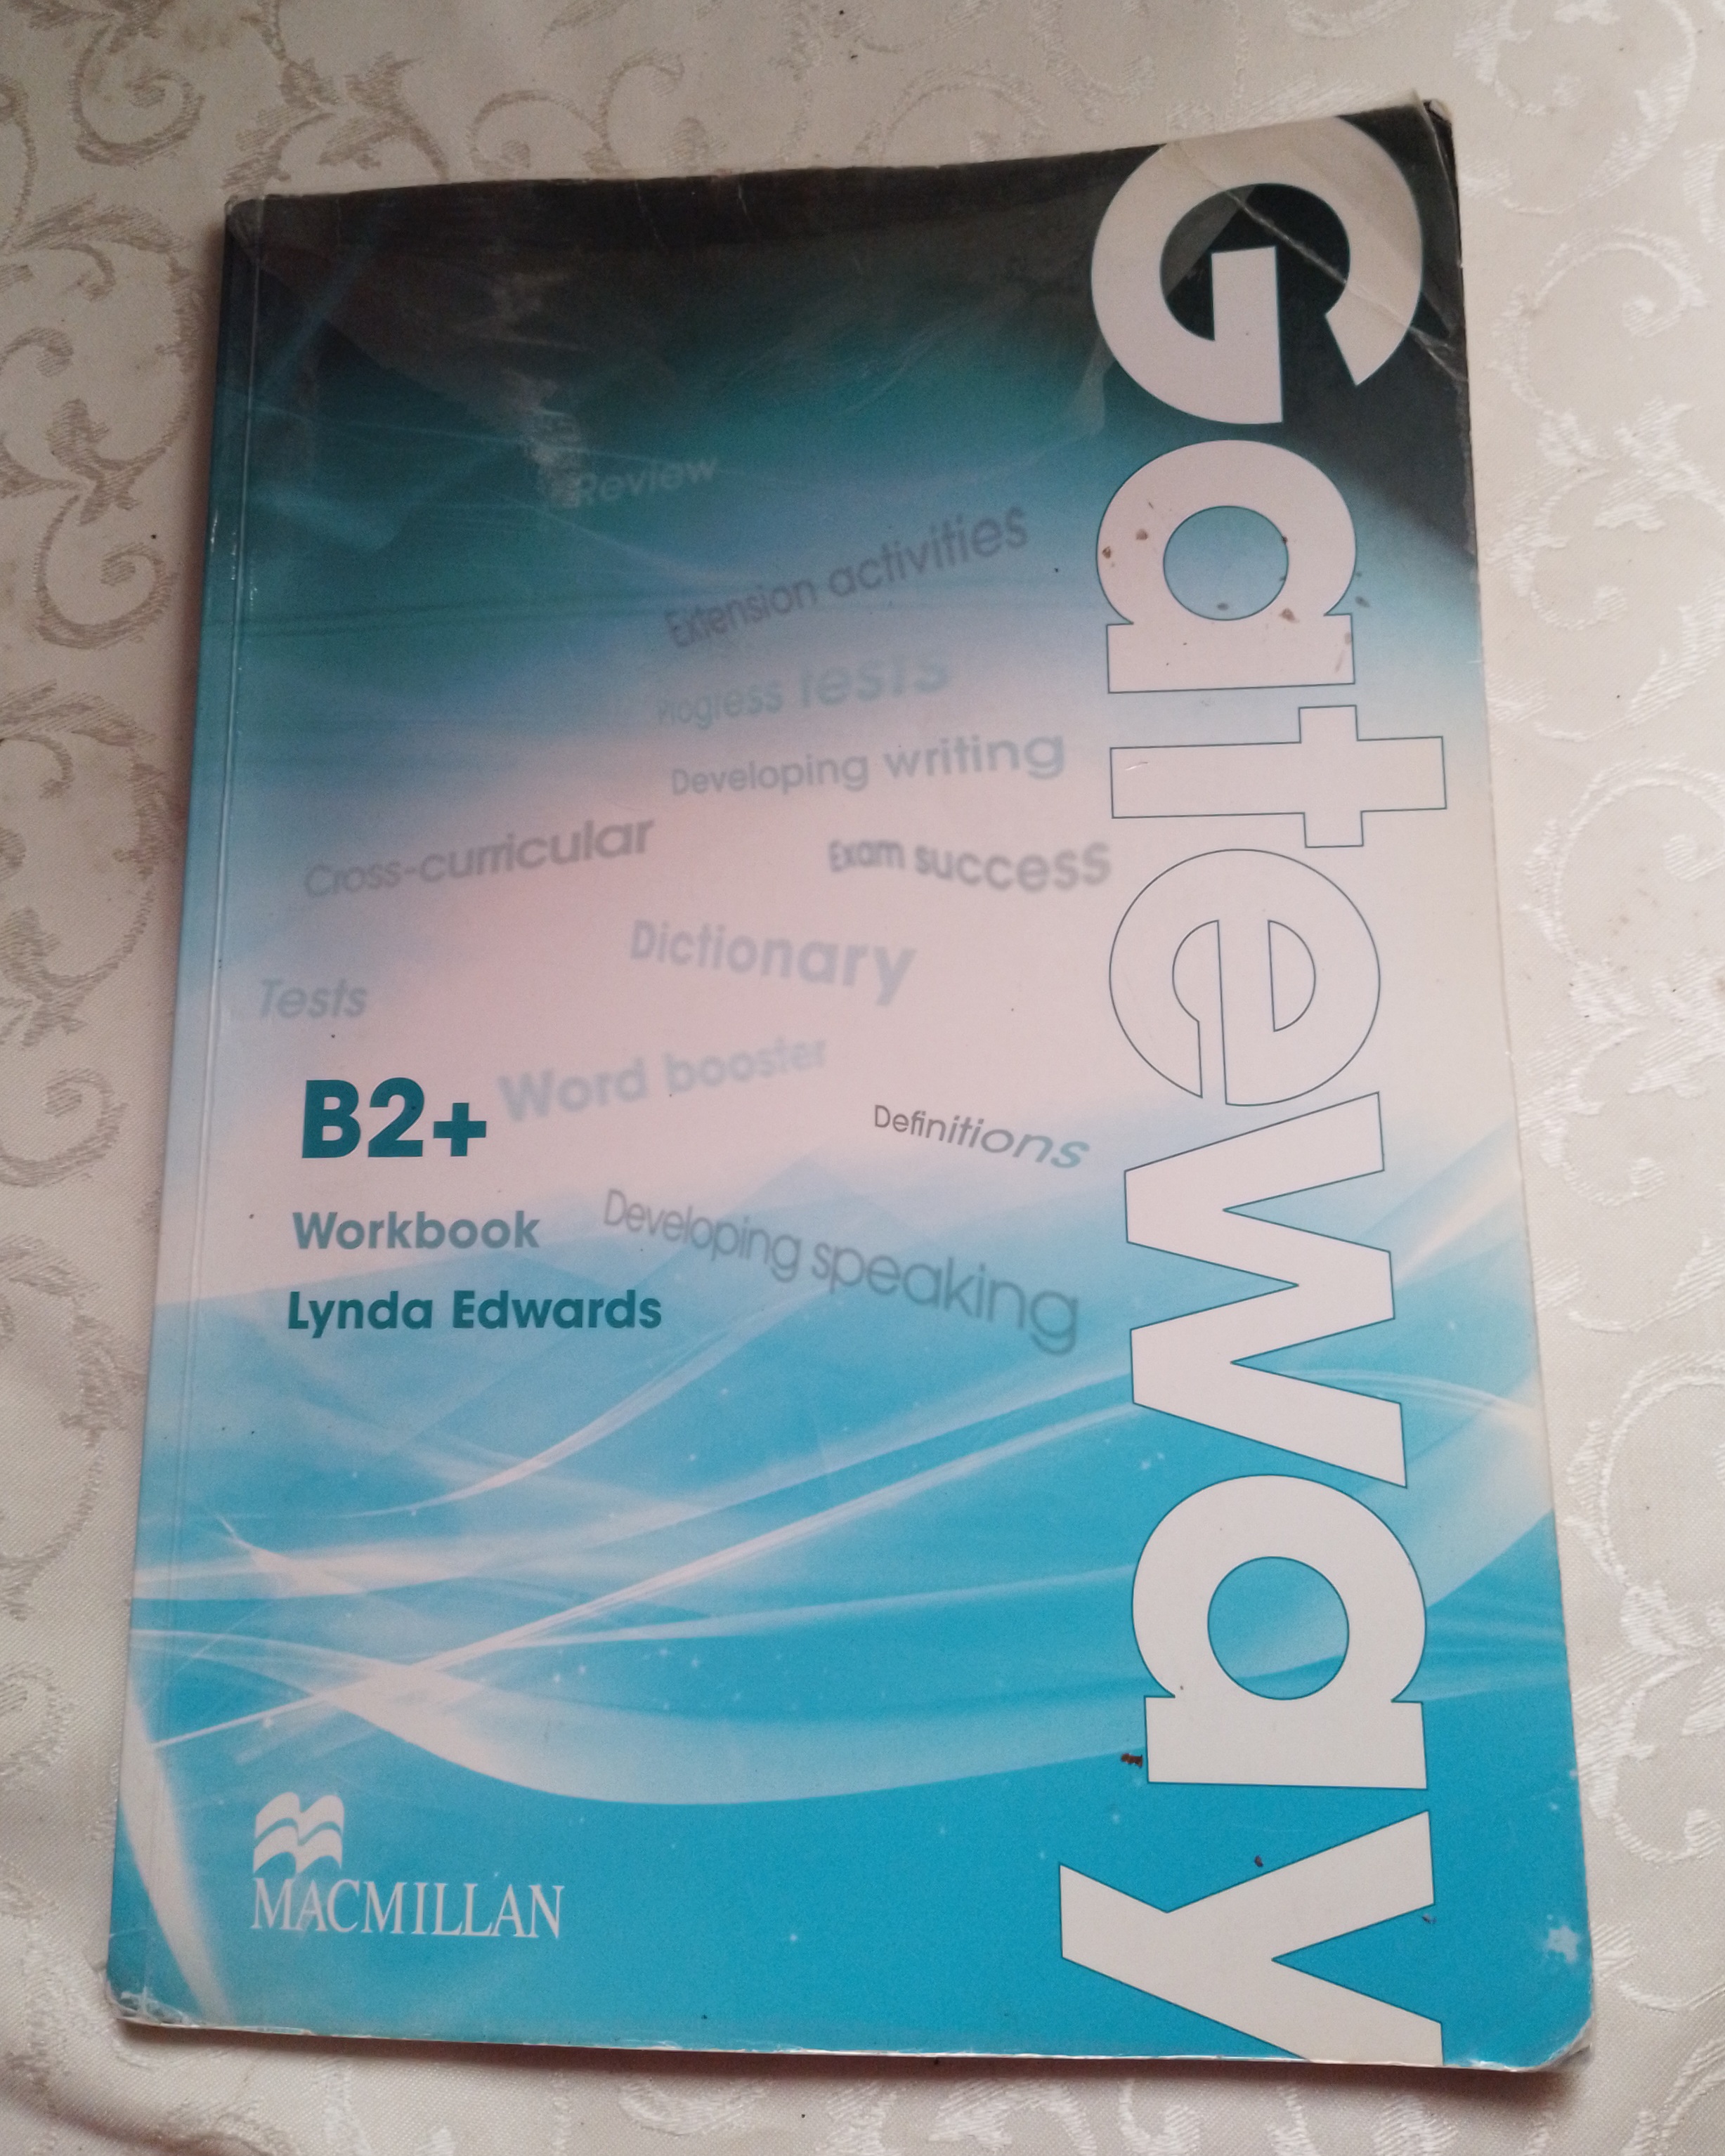 Gateway
Review
Extension activities
Progress tests
Developing writing
Cross-curricular
Exam success
Dictionary
Tests
Word booster
B2+
Definitions
Workbook
Developing speaking
Lynda Edwards
MACMILLAN